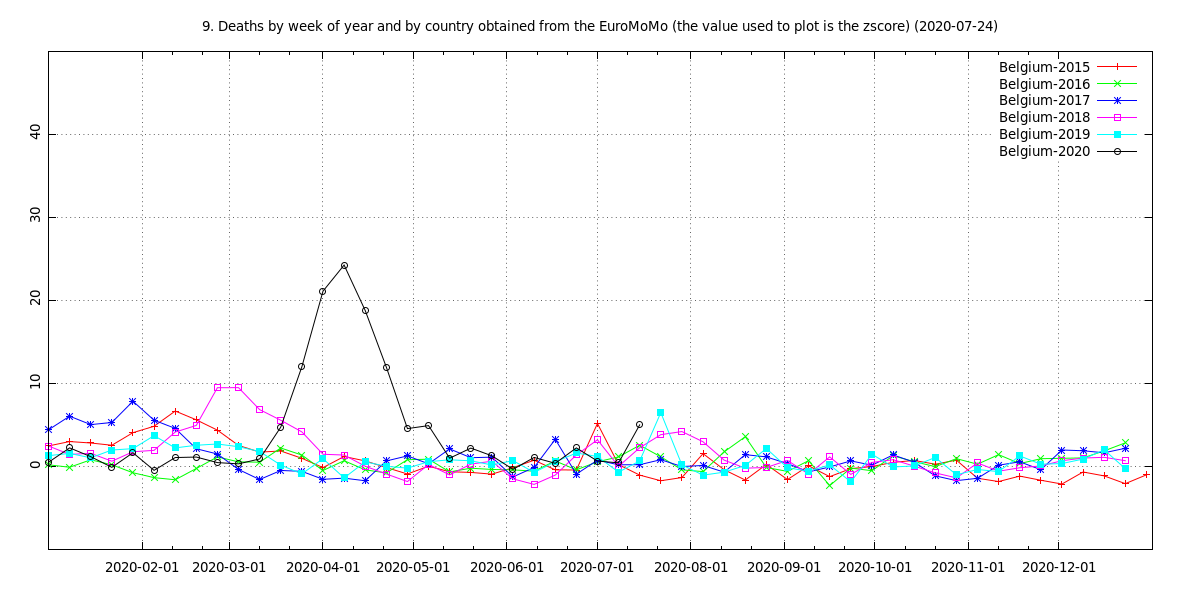 9. Deaths by week of year and by country obtained from the EuroMoMo (the value used to plot is the zscore) (2020-07-24)
Belgium-2015
Belgium-2016
Belgium-2017
Belgium-2018
Belgium-2019
Belgium-2020
40
30
20
10
0
2020-02-01 2020-03-01 2020-04-01 2020-05-01 2020-06-01 2020-07-01 2020-08-01 2020-09-01 2020-10-01 2020-11-01 2020-12-01